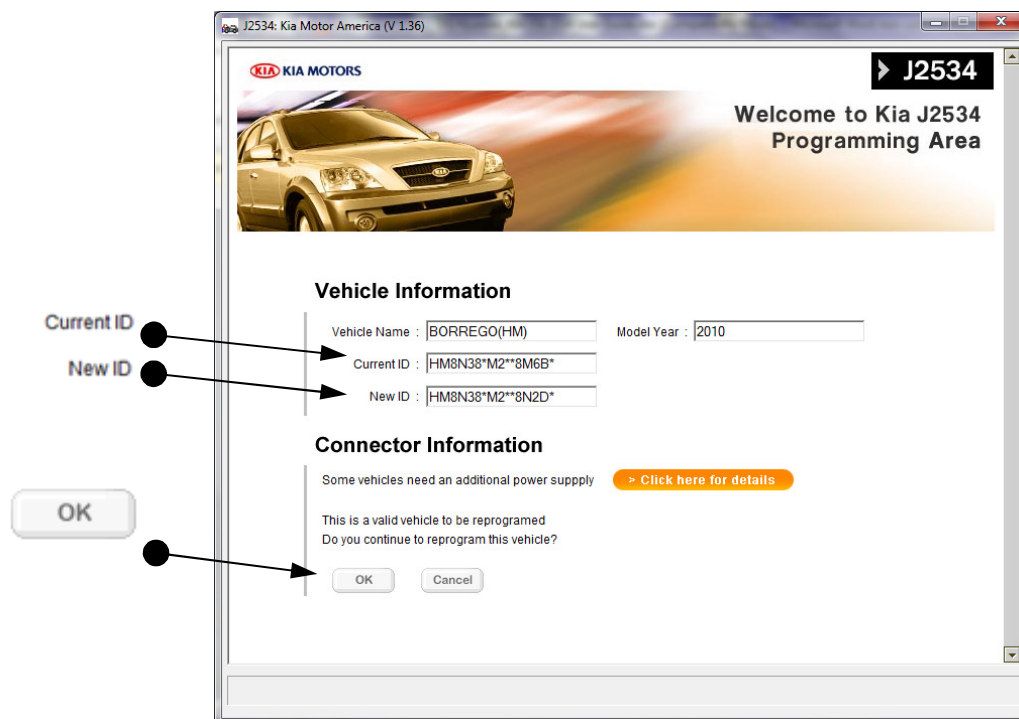 J2534: Kia Motor America (V 1.36)
KIA KIA MOTORS
J2534
Welcome to Kia J2534
Programming Area
Vehicle Information
Current ID
New ID
Vehicle Name : BORREGO(HM) Model Year : 2010
Current ID : HM8N38*M2**8M6B*
New ID : HM8N38*M2**8N2D*
Connector Information
Some vehicles need an additional power suppply > Click here for details
OK
This is a valid vehicle to be reprogramed
Do you continue to reprogram this vehicle?
OK Cancel